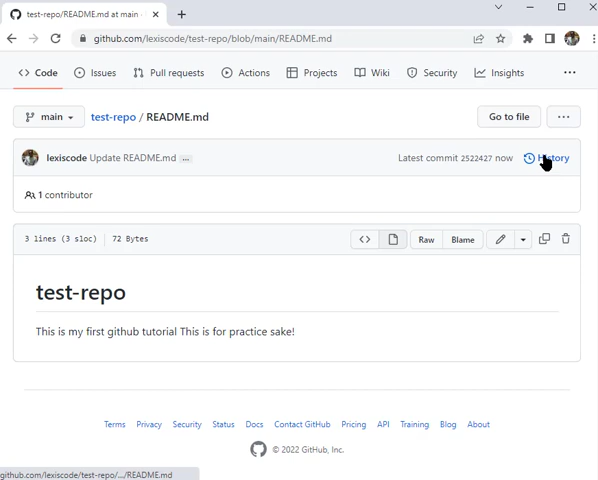 test-repo/README.md at main
github.com/lexiscode/test-repo/blob/main/README.md
Code Issues Pull requests Actions Projects Wiki Security Insights
main test-repo / README.md Go to file
lexiscode Update README.md Latest commit 2522427 now History
1 contributor
3 lines (3 sloc) 72 Bytes Raw Blame
test-repo
This is my first github tutorial This is for practice sake!
Terms Privacy Security Status Docs Contact GitHub Pricing API Training Blog About
© 2022 GitHub, Inc.
github.com/lexiscode/test-repo/.../README.md